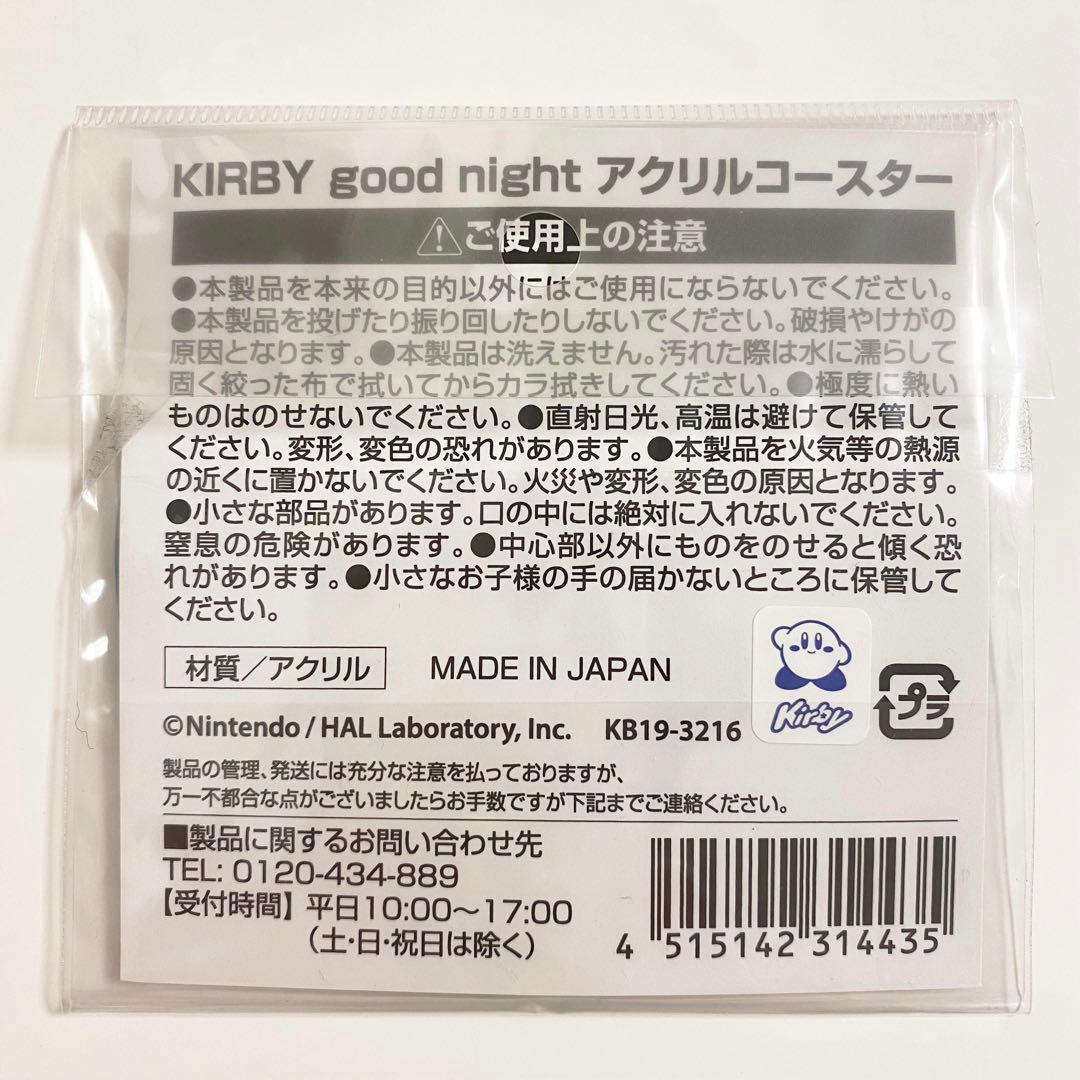 KIRBY good night アクリルコースター
⚠ご使用上の注意
●本製品を本来の目的以外にはご使用にならないでください。
●本製品を投げたり振り回したりしないでください。破損やけがの
原因となります。●本製品は洗えません。汚れた際は水に濡らして
固く絞った布で拭いてからカラ拭きしてください。●極度に熱い
ものはのせないでください。●直射日光、高温は避けて保管して
ください。変形、変色の恐れがあります。●本製品を火気等の熱源
の近くに置かないでください。火災や変形、変色の原因となります。
●小さな部品があります。口の中には絶対に入れないでください。
窒息の危険があります。●中心部以外にものをのせると傾く恐
れがあります。●小さなお子様の手の届かないところに保管して
ください。
材質／アクリル MADE IN JAPAN
Kirby
プラ
©Nintendo / HAL Laboratory, Inc. KB19-3216
製品の管理、発送には充分な注意を払っておりますが、
万一不都合な点がございましたらお手数ですが下記までご連絡ください。
■製品に関するお問い合わせ先
TEL: 0120-434-889
【受付時間】平日10:00〜17:00
（土・日・祝日は除く）
4 515142 314435